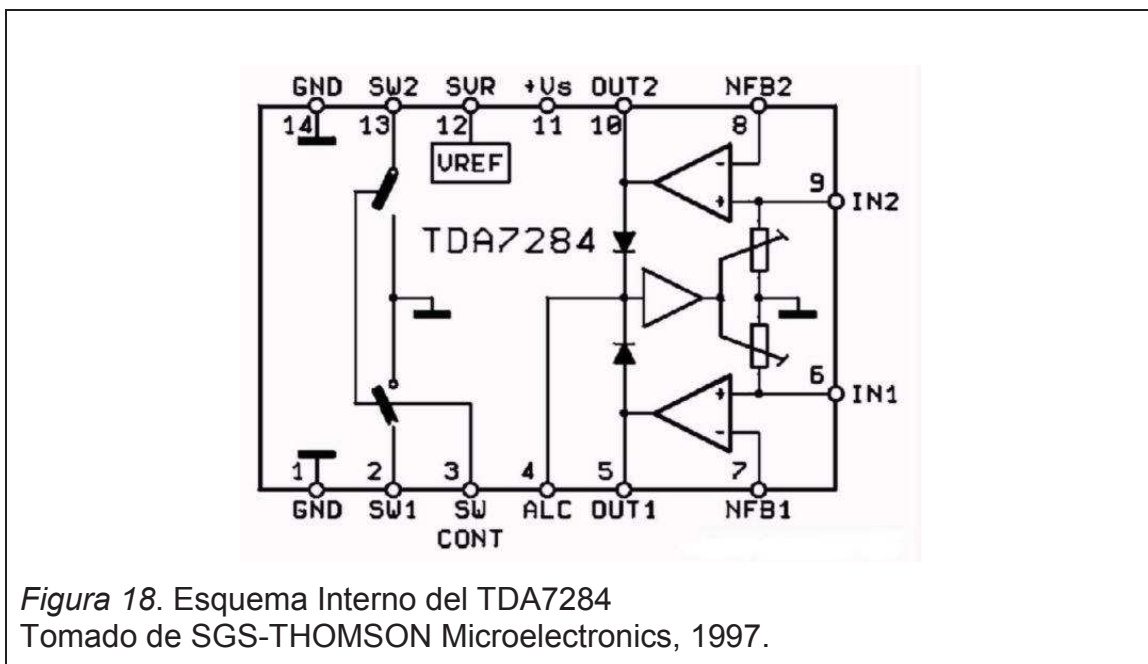 GND SW2 SVR +Vs OUT2 NFB2
14 13 12 11 10 8
VREF
9 IN2
TDA7284
- +
+ -
6 IN1
1 2 3 4 5 7
GND SW1 SW ALC OUT1 NFB1
CONT
Figura 18. Esquema Interno del TDA7284
Tomado de SGS-THOMSON Microelectronics, 1997.